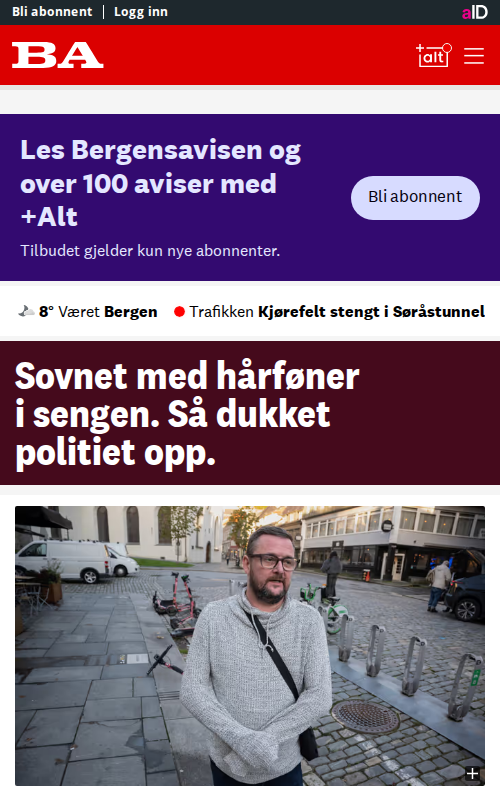 Bli abonnent | Logg inn
aID
BA
+alt
Les Bergensavisen og
over 100 aviser med
+Alt
Bli abonnent
Tilbudet gjelder kun nye abonnenter.
8° Været Bergen Trafikken Kjørefelt stengt i Søråstunnel
Sovnet med hårføner
i sengen. Så dukket
politiet opp.